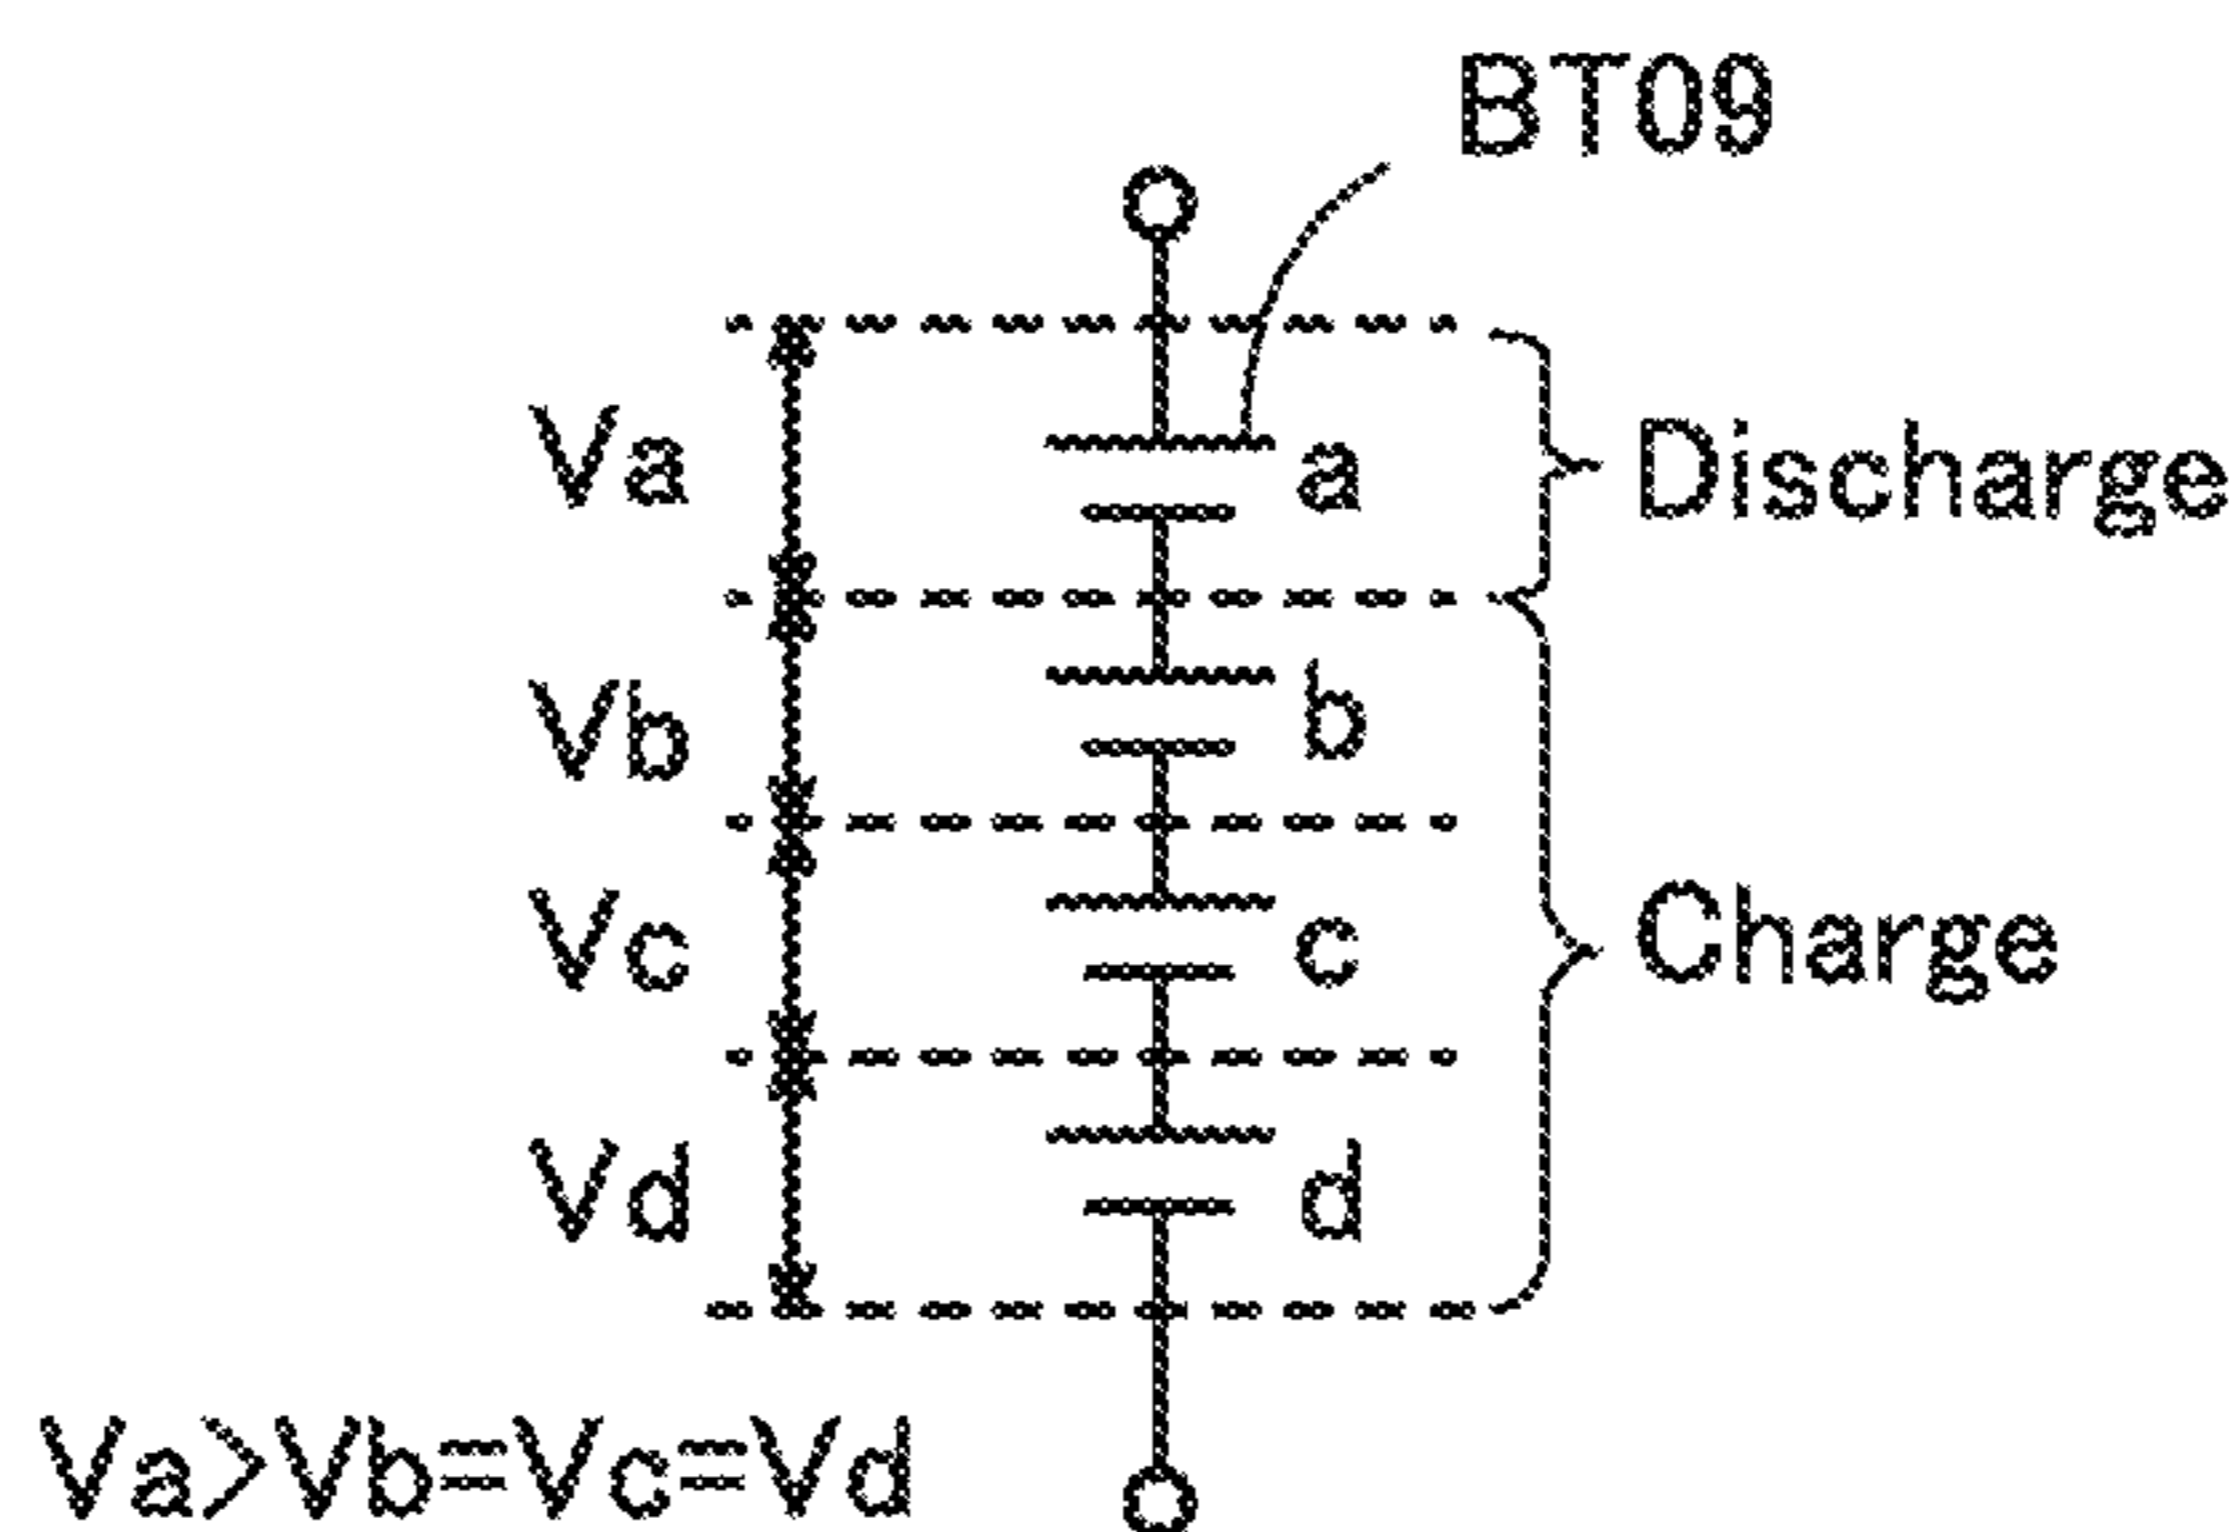 BT09
Va a Discharge
Vb b
Vc c Charge
Vd d
Va>Vb=Vc=Vd